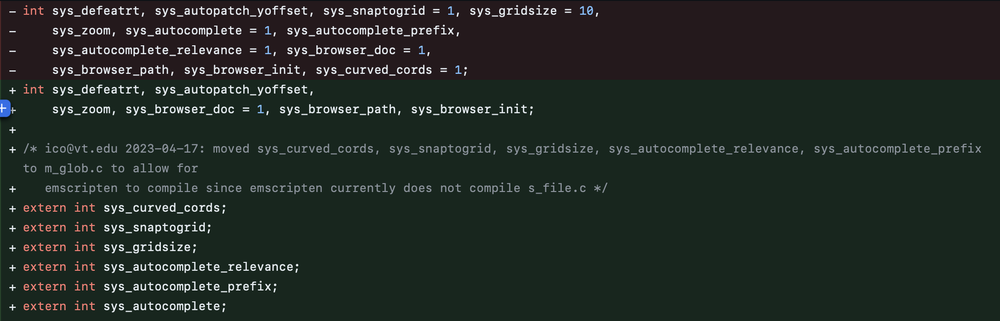 - int sys_defeatrt, sys_autopatch_yoffset, sys_snaptogrid = 1, sys_gridsize = 10,
-     sys_zoom, sys_autocomplete = 1, sys_autocomplete_prefix,
-     sys_autocomplete_relevance = 1, sys_browser_doc = 1,
-     sys_browser_path, sys_browser_init, sys_curved_cords = 1;
+ int sys_defeatrt, sys_autopatch_yoffset,
+     sys_zoom, sys_browser_doc = 1, sys_browser_path, sys_browser_init;
+
+ /* ico@vt.edu 2023-04-17: moved sys_curved_cords, sys_snaptogrid, sys_gridsize, sys_autocomplete_relevance, sys_autocomplete_prefix
to m_glob.c to allow for
+    emscripten to compile since emscripten currently does not compile s_file.c */
+ extern int sys_curved_cords;
+ extern int sys_snaptogrid;
+ extern int sys_gridsize;
+ extern int sys_autocomplete_relevance;
+ extern int sys_autocomplete_prefix;
+ extern int sys_autocomplete;